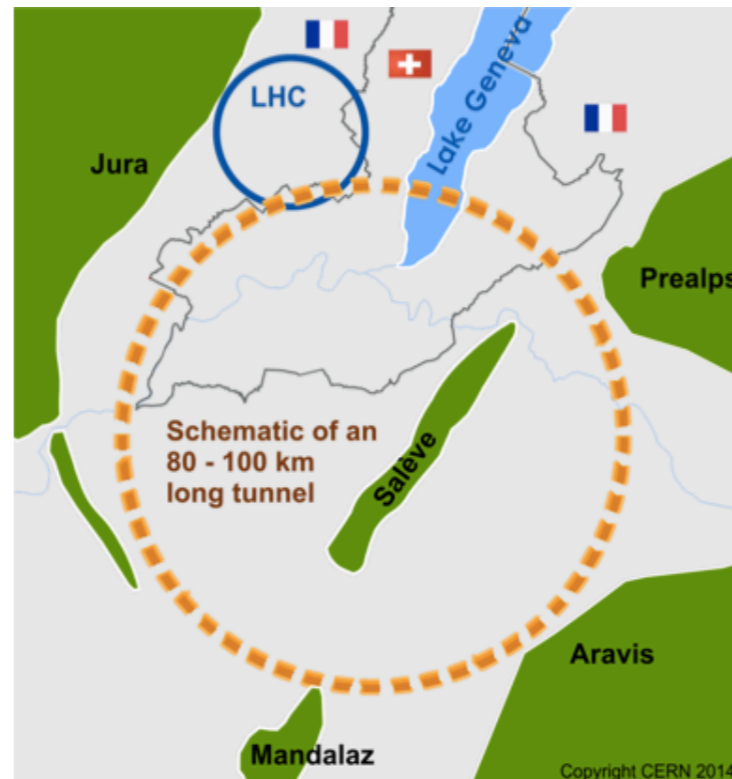 LHC
Lake Geneva
Jura
Prealps
Schematic of an
80 - 100 km
long tunnel
Salève
Aravis
Mandalaz
Copyright CERN 2014